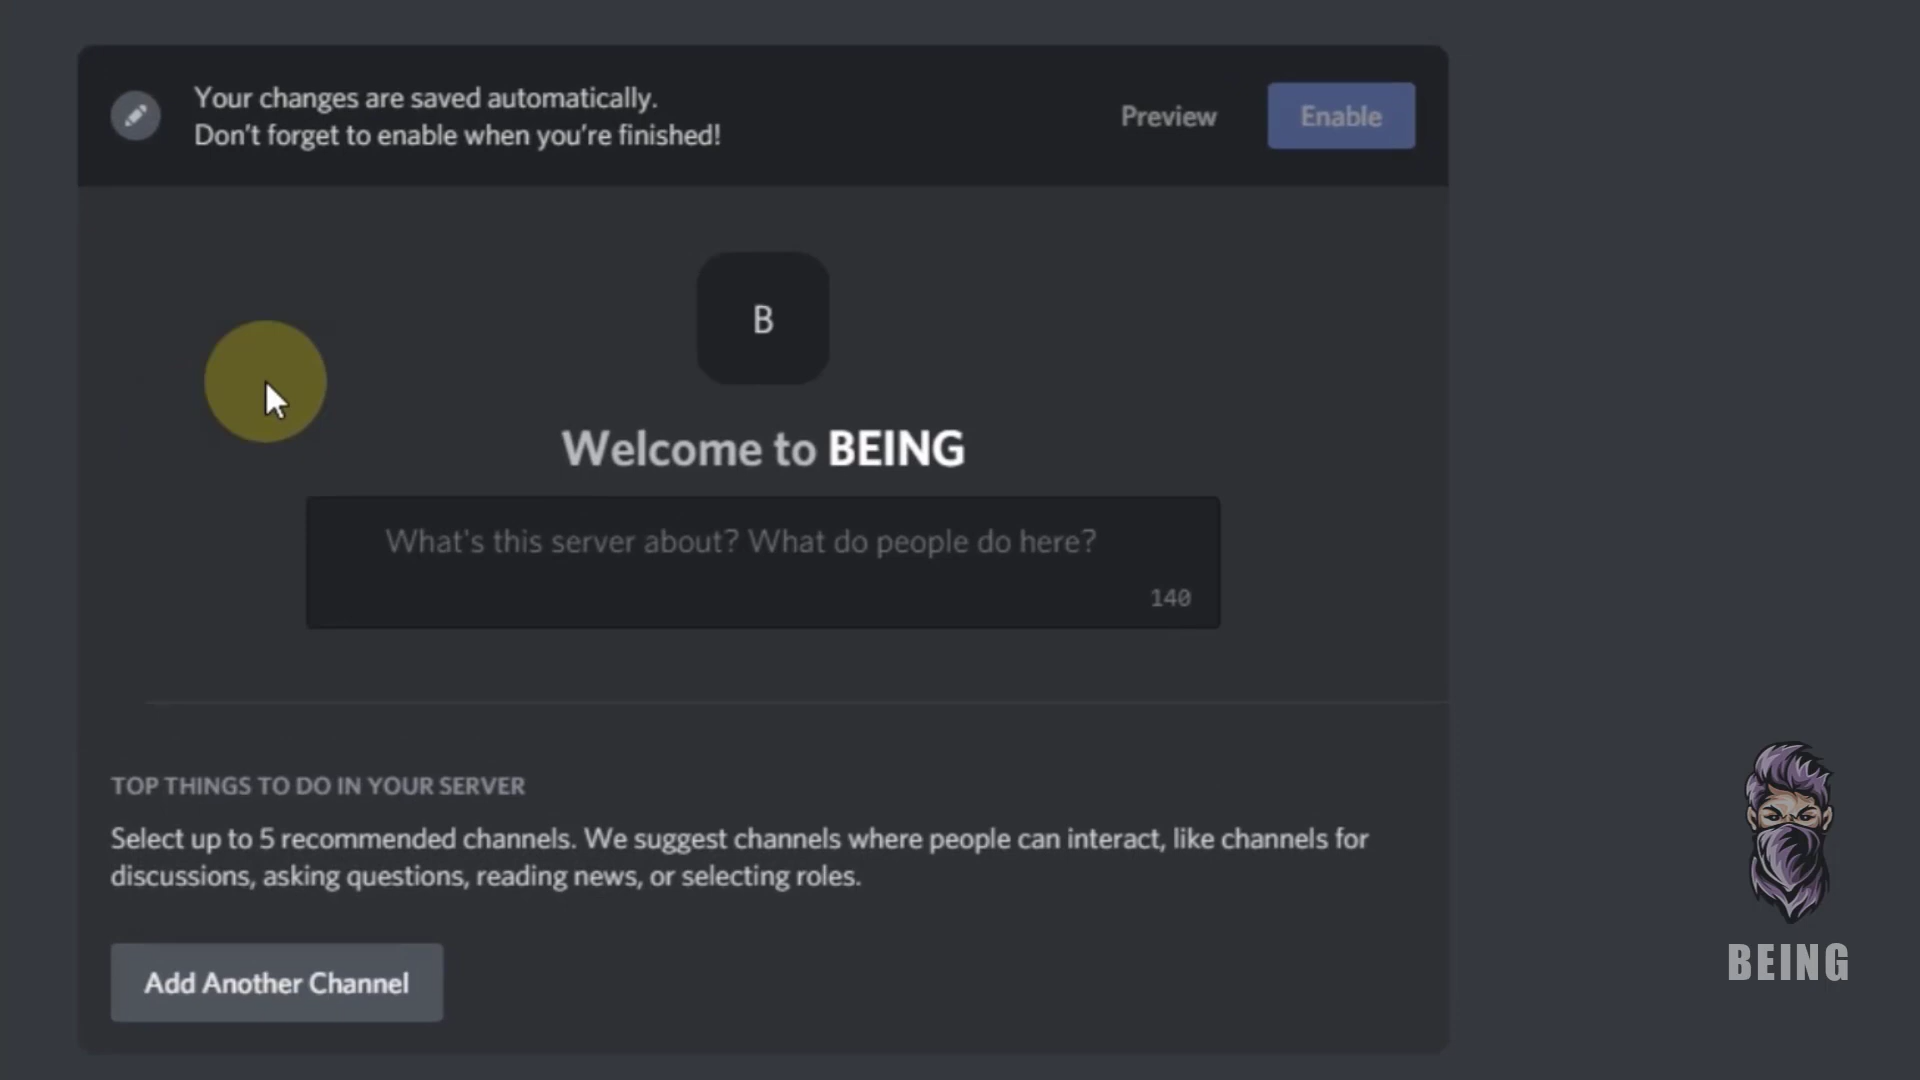 Your changes are saved automatically.
Don't forget to enable when you're finished!
Preview
Enable
B
Welcome to BEING
What's this server about? What do people do here?
140
TOP THINGS TO DO IN YOUR SERVER
Select up to 5 recommended channels. We suggest channels where people can interact, like channels for
discussions, asking questions, reading news, or selecting roles.
Add Another Channel
BEING